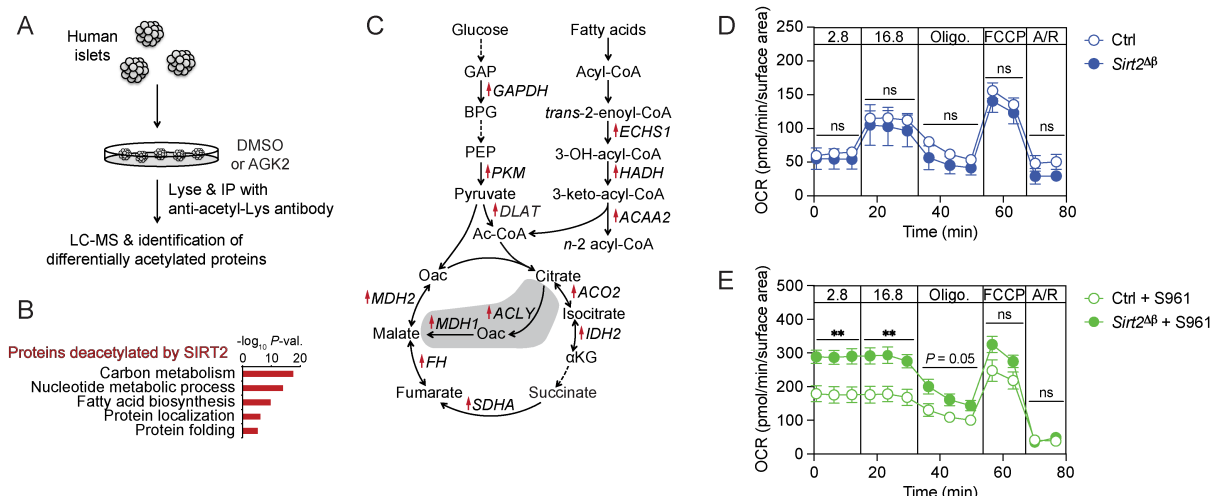 A
Human
islets
DMSO
or AGK2
Lyse & IP with
anti-acetyl-Lys antibody
LC-MS & identification of
differentially acetylated proteins
B
-log10 P-val.
Proteins deacetylated by SIRT2
0 10 20
Carbon metabolism
Nucleotide metabolic process
Fatty acid biosynthesis
Protein localization
Protein folding
C
Glucose
GAP
GAPDH
BPG
PEP
PKM
Pyruvate
DLAT
Ac-CoA
Fatty acids
Acyl-CoA
trans-2-enoyl-CoA
ECHS1
3-OH-acyl-CoA
HADH
3-keto-acyl-CoA
ACAA2
n-2 acyl-CoA
Oac
Citrate
MDH2
ACO2
ACLY
Isocitrate
MDH1
Oac
Malate
IDH2
αKG
FH
Fumarate
Succinate
SDHA
D
OCR (pmol/min/surface area)
250
200
150
100
50
0
2.8 16.8 Oligo. FCCP A/R
ns ns ns ns ns
0 20 40 60 80
Time (min)
Ctrl
Sirt2Δβ
E
OCR (pmol/min/surface area)
500
400
300
200
100
0
2.8 16.8 Oligo. FCCP A/R
** ** P = 0.05 ns ns
0 20 40 60 80
Time (min)
Ctrl + S961
Sirt2Δβ + S961